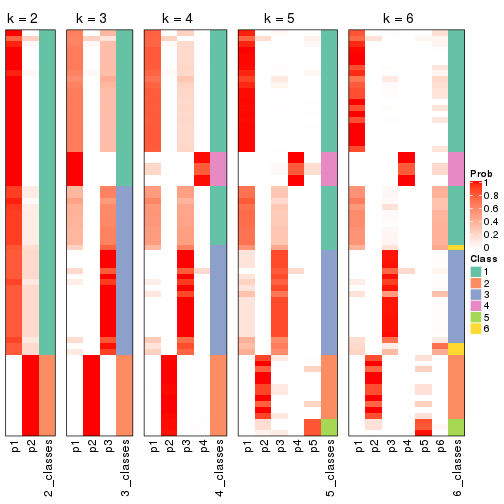 k = 2
k = 3
k = 4
k = 5
k = 6
p1
p2
2_classes
p1
p2
p3
3_classes
p1
p2
p3
p4
4_classes
p1
p2
p3
p4
p5
5_classes
p1
p2
p3
p4
p5
p6
6_classes
Prob
1
0.8
0.6
0.4
0.2
0
Class
1
2
3
4
5
6